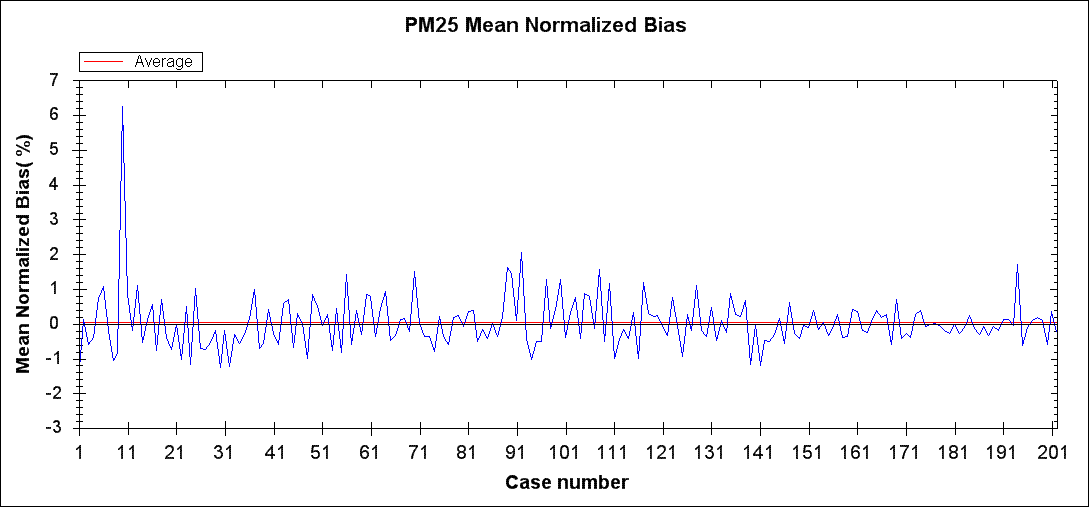 PM25 Mean Normalized Bias
Average
Mean Normalized Bias( %)
7
6
5
4
3
2
1
0
-1
-2
-3
1 11 21 31 41 51 61 71 81 91 101 111 121 131 141 151 161 171 181 191 201
Case number